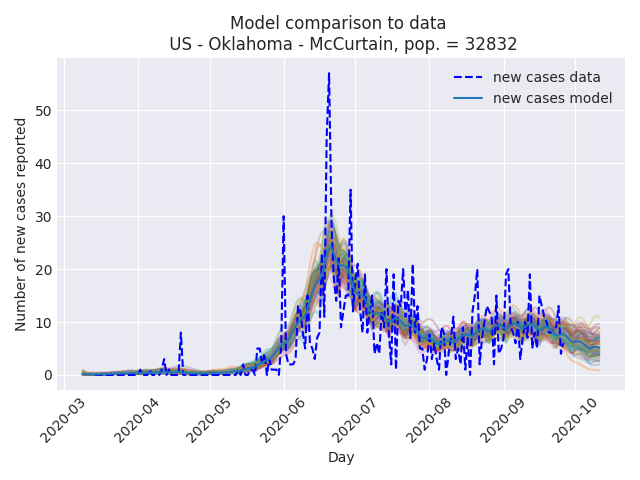 Model comparison to data
US - Oklahoma - McCurtain, pop. = 32832
new cases data
new cases model
Number of new cases reported
50
40
30
20
10
0
2020-03
2020-04
2020-05
2020-06
2020-07
2020-08
2020-09
2020-10
Day